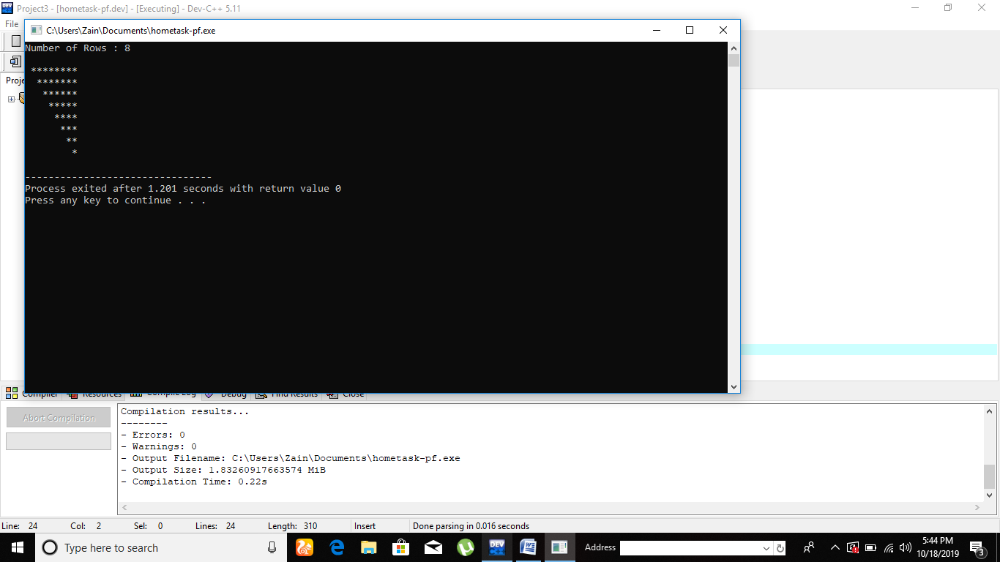 Project3 - [hometask-pf.dev] - [Executing] - Dev-C++ 5.11
File
C:\Users\Zain\Documents\hometask-pf.exe
Number of Rows : 8
 ********
  *******
   ******
    *****
     ****
      ***
       **
        *
--------------------------------
Process exited after 1.201 seconds with return value 0
Press any key to continue . . .
Proje
Compiler Resources Compile Log Debug Find Results Close
Abort Compilation
Compilation results...
--------
- Errors: 0
- Warnings: 0
- Output Filename: C:\Users\Zain\Documents\hometask-pf.exe
- Output Size: 1.83260917663574 MiB
- Compilation Time: 0.22s
Line: 24 Col: 2 Sel: 0 Lines: 24 Length: 310 Insert Done parsing in 0.016 seconds
Type here to search
DEV
Address
5:44 PM
10/18/2019
3